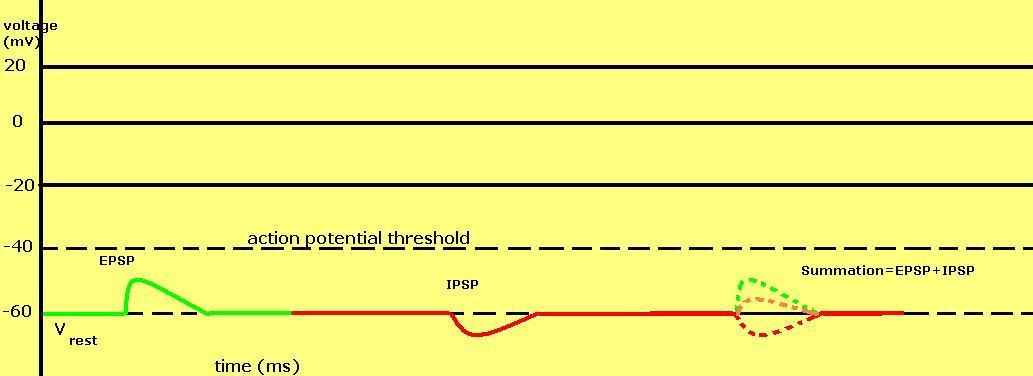 voltage
(mV)
20
0
-20
-40
action potential threshold
EPSP
IPSP
Summation=EPSP+IPSP
-60
V
rest
time (ms)